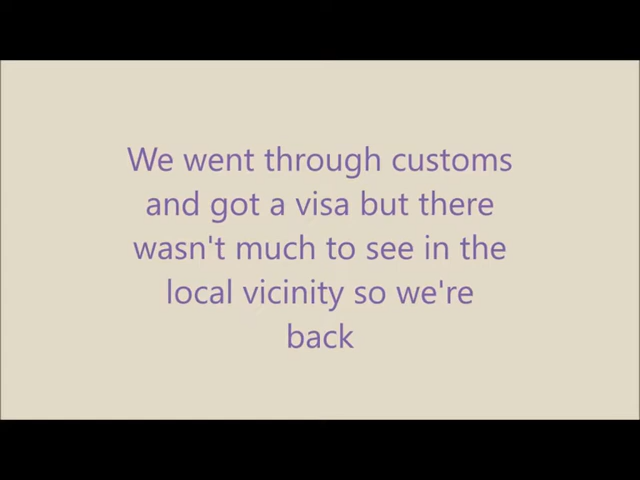 We went through customs
and got a visa but there
wasn't much to see in the
local vicinity so we're
back